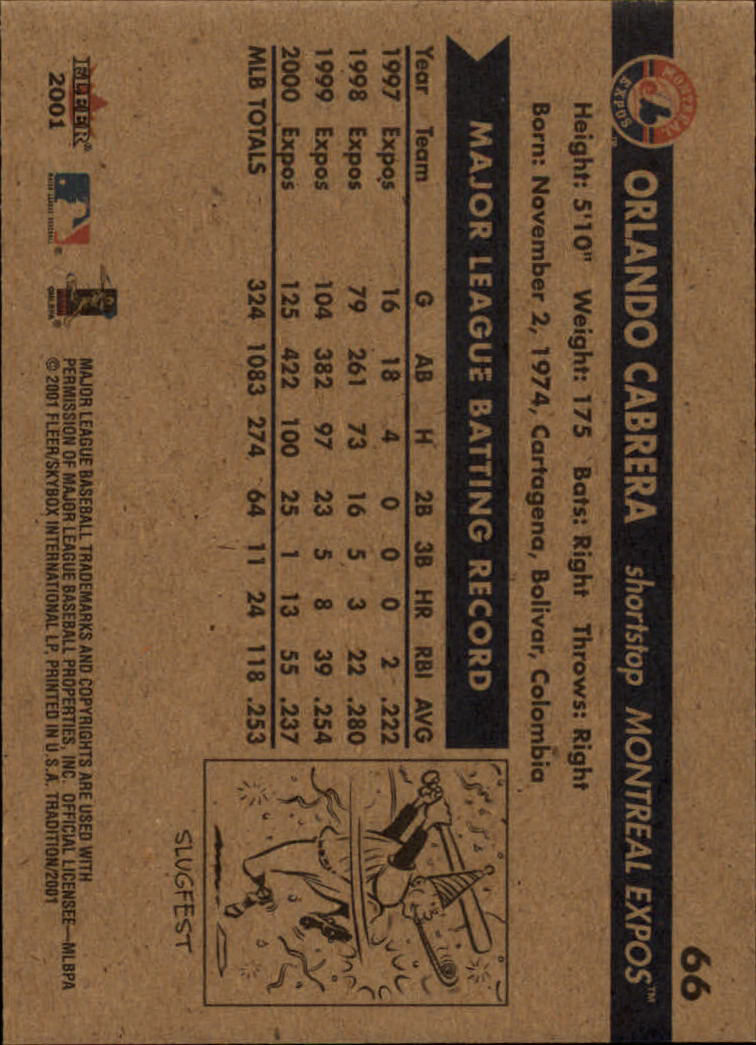 66
ORLANDO CABRERA shortstop MONTREAL EXPOS™
MONTREAL EXPOS
Height: 5'10" Weight: 175 Bats: Right Throws: Right
Born: November 2, 1974, Cartagena, Bolivar, Colombia
MAJOR LEAGUE BATTING RECORD
Year Team G AB H 2B 3B HR RBI AVG
1997 Expos 16 18 4 0 0 0 2 .222
1998 Expos 79 261 73 16 5 3 22 .280
1999 Expos 104 382 97 23 5 8 39 .254
2000 Expos 125 422 100 25 1 13 55 .237
MLB TOTALS 324 1083 274 64 11 24 118 .253
SLUGFEST
FLEER®
2001
MAJOR LEAGUE BASEBALL ®
MLBPA ®
MAJOR LEAGUE BASEBALL TRADEMARKS AND COPYRIGHTS ARE USED WITH
PERMISSION OF MAJOR LEAGUE BASEBALL PROPERTIES, INC. OFFICIAL LICENSEE—MLBPA
© 2001 FLEER/SKYBOX INTERNATIONAL LP, PRINTED IN U.S.A. TRADITION/2001